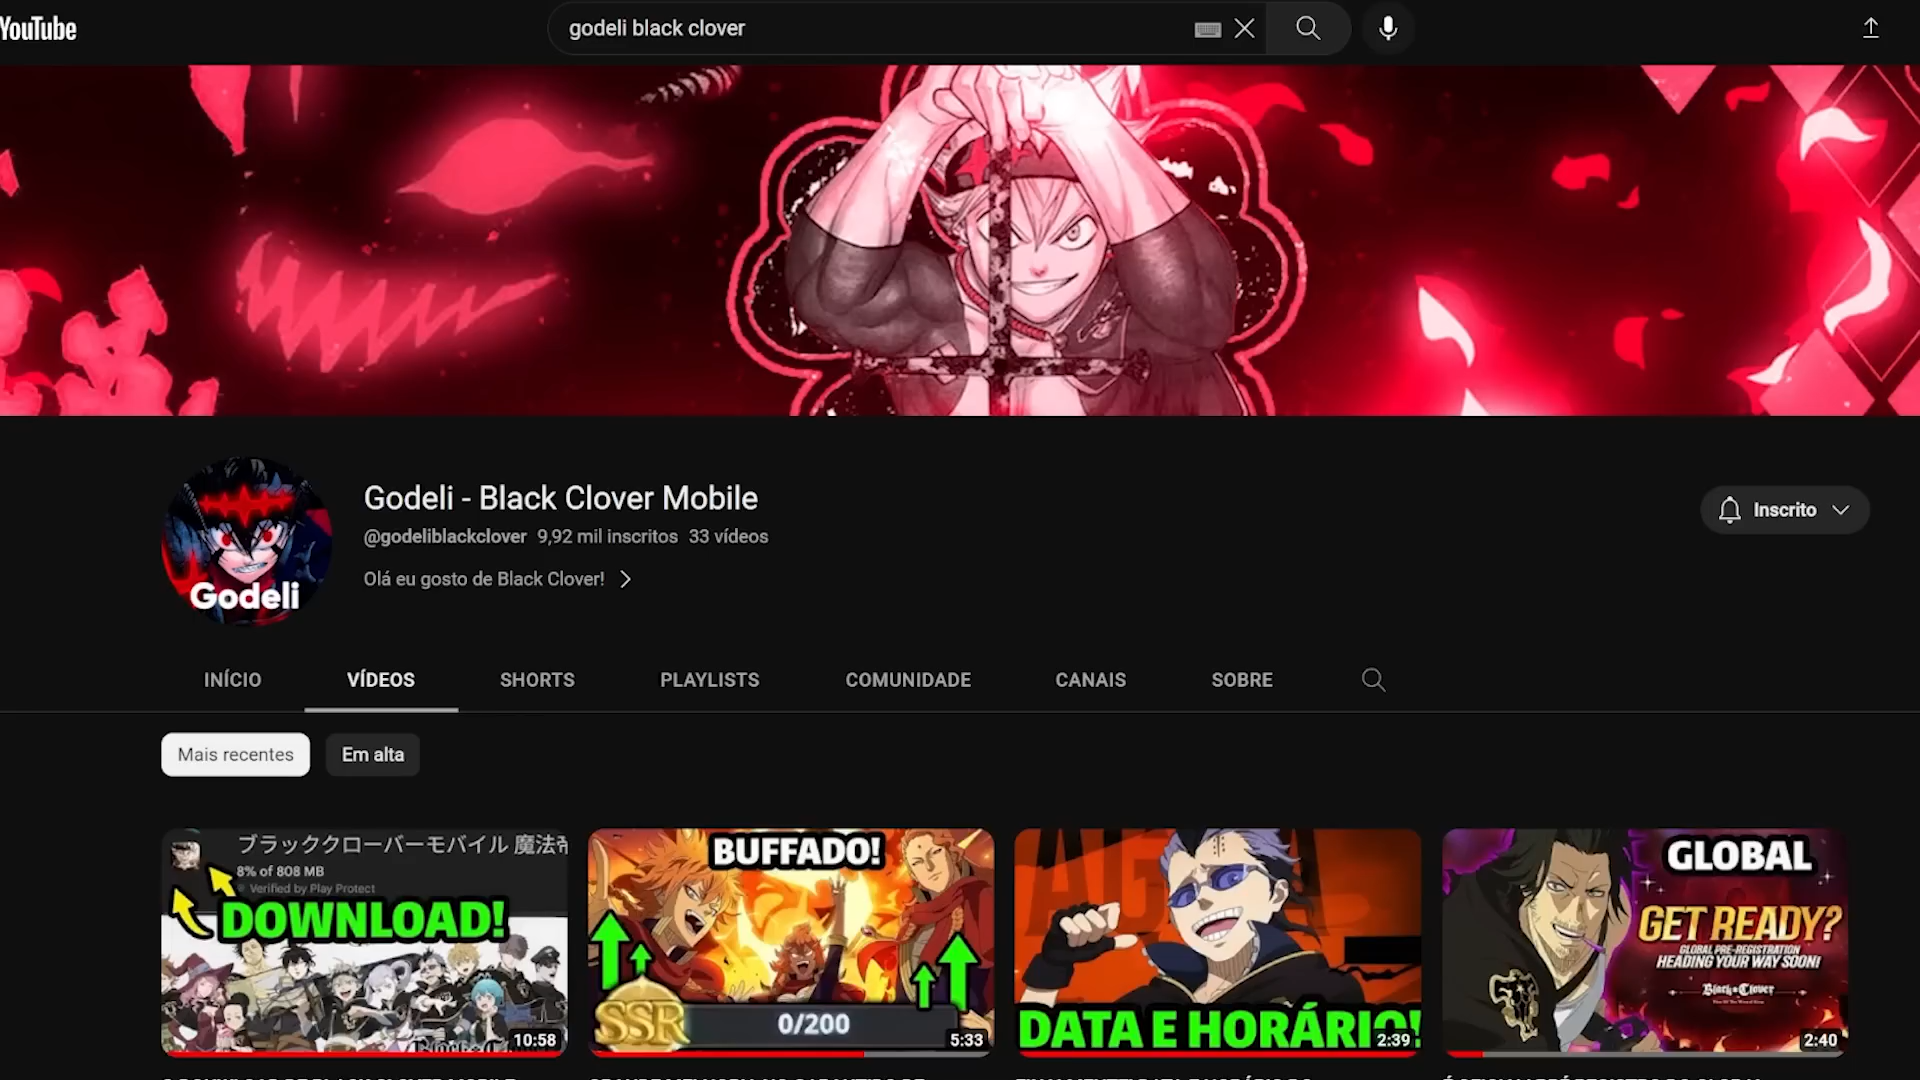 YouTube
godeli black clover
Godeli
Godeli - Black Clover Mobile
@godeliblackclover 9,92 mil inscritos 33 vídeos
Olá eu gosto de Black Clover!
Inscrito
INÍCIO VÍDEOS SHORTS PLAYLISTS COMUNIDADE CANAIS SOBRE
Mais recentes Em alta
ブラッククローバーモバイル 魔法帝
8% of 808 MB
Verified by Play Protect
DOWNLOAD!
10:58
BUFFADO!
SSR
0/200
5:33
DATA E HORÁRIO!
2:39
GLOBAL
GET READY?
GLOBAL PRE-REGISTRATION
HEADING YOUR WAY SOON!
Black Clover
2:40